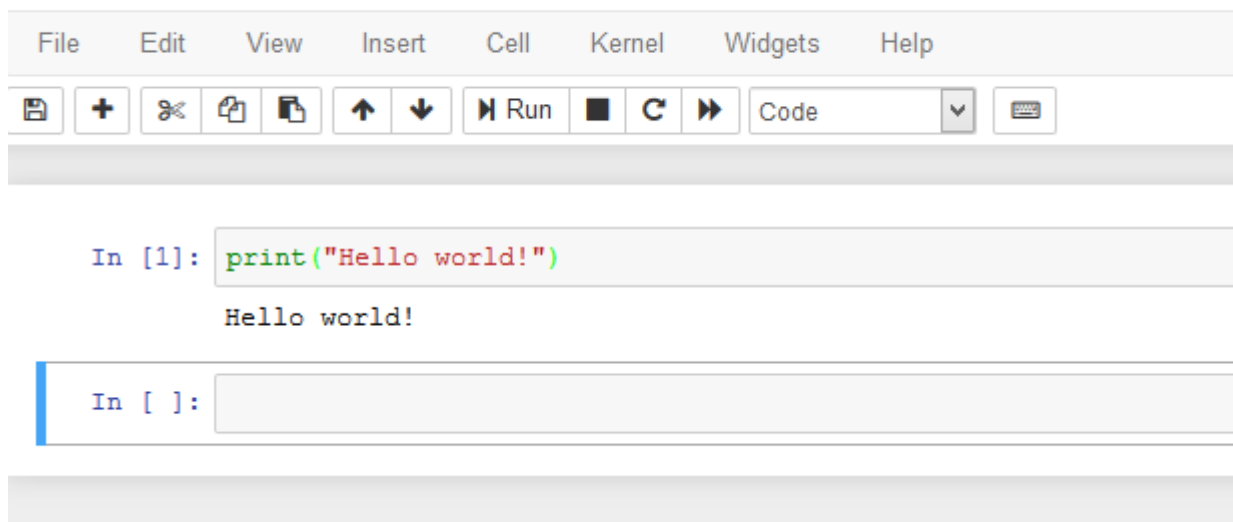 File Edit View Insert Cell Kernel Widgets Help
Run Code
In [1]: print("Hello world!")
Hello world!
In [ ]: